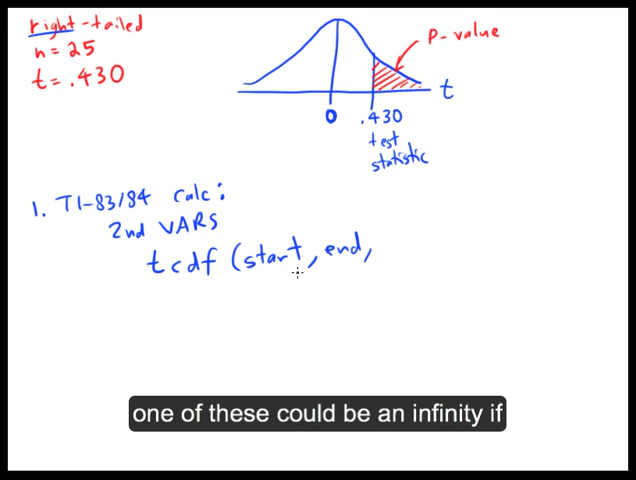 right-tailed
n = 25
t = .430
P-value
t
0
.430
test
statistic
1. TI-83/84 Calc:
2nd VARS
tcdf (start, end,
one of these could be an infinity if